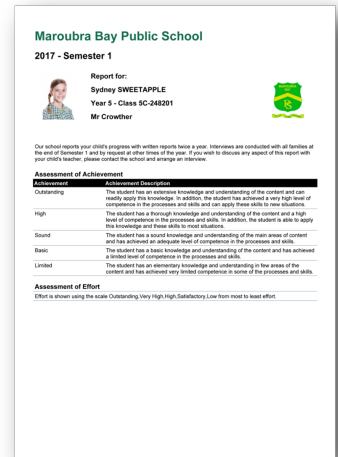 Maroubra Bay Public School
2017 - Semester 1
Report for:
Sydney SWEETAPPLE
Year 5 - Class 5C-248201
Mr Crowther
Our school reports your child's progress with written reports twice a year. Interviews are conducted with all families at
the end of Semester 1 and by request at other times of the year. If you wish to discuss any aspect of this report with
your child's teacher, please contact the school and arrange an interview.
Assessment of Achievement
Achievement Achievement Description
Outstanding The student has an extensive knowledge and understanding of the content and can
readily apply this knowledge. In addition, the student has achieved a very high level of
competence in the processes and skills and can apply these skills to new situations.
High The student has a thorough knowledge and understanding of the content and a high
level of competence in the processes and skills. In addition, the student is able to apply
this knowledge and these skills to most situations.
Sound The student has a sound knowledge and understanding of the main areas of content
and has achieved an adequate level of competence in the processes and skills.
Basic The student has a basic knowledge and understanding of the content and has achieved
a limited level of competence in the processes and skills.
Limited The student has an elementary knowledge and understanding in few areas of the
content and has achieved very limited competence in some of the processes and skills.
Assessment of Effort
Effort is shown using the scale Outstanding,Very High,High,Satisfactory,Low from most to least effort.